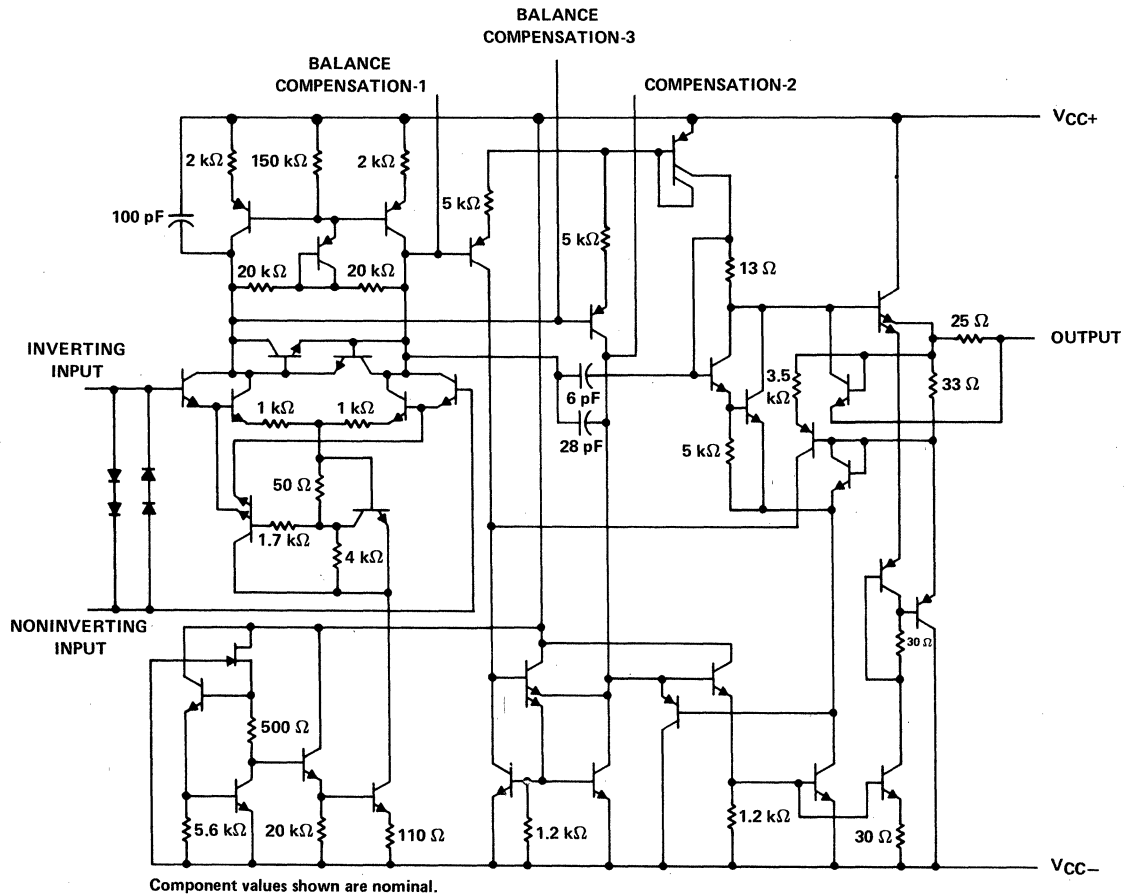 BALANCE
COMPENSATION-3
BALANCE
COMPENSATION-1
COMPENSATION-2
VCC+
2 kΩ
150 kΩ
2 kΩ
100 pF
5 kΩ
5 kΩ
20 kΩ
20 kΩ
13 Ω
25 Ω
OUTPUT
INVERTING
INPUT
3.5
kΩ
33 Ω
6 pF
1 kΩ
1 kΩ
28 pF
5 kΩ
50 Ω
1.7 kΩ
4 kΩ
NONINVERTING
INPUT
30 Ω
500 Ω
5.6 kΩ
20 kΩ
110 Ω
1.2 kΩ
1.2 kΩ
30 Ω
VCC−
Component values shown are nominal.